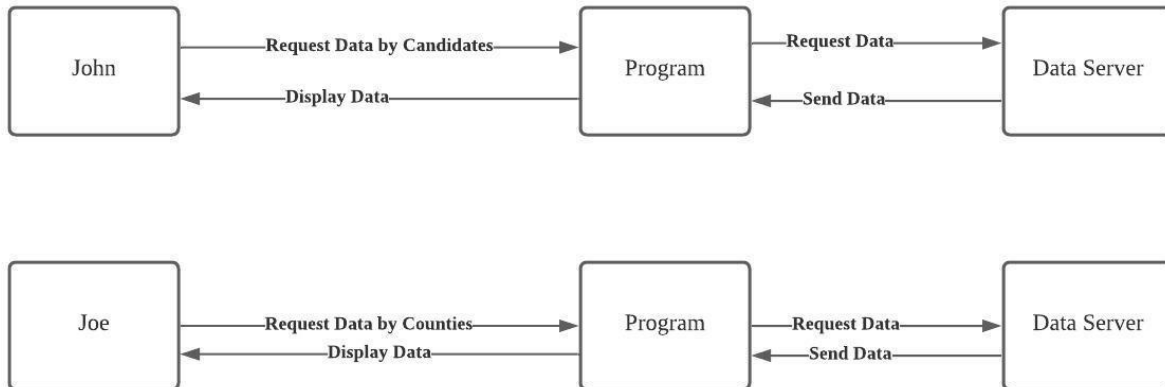 John
Request Data by Candidates
Display Data
Program
Request Data
Send Data
Data Server
Joe
Request Data by Counties
Display Data
Program
Request Data
Send Data
Data Server